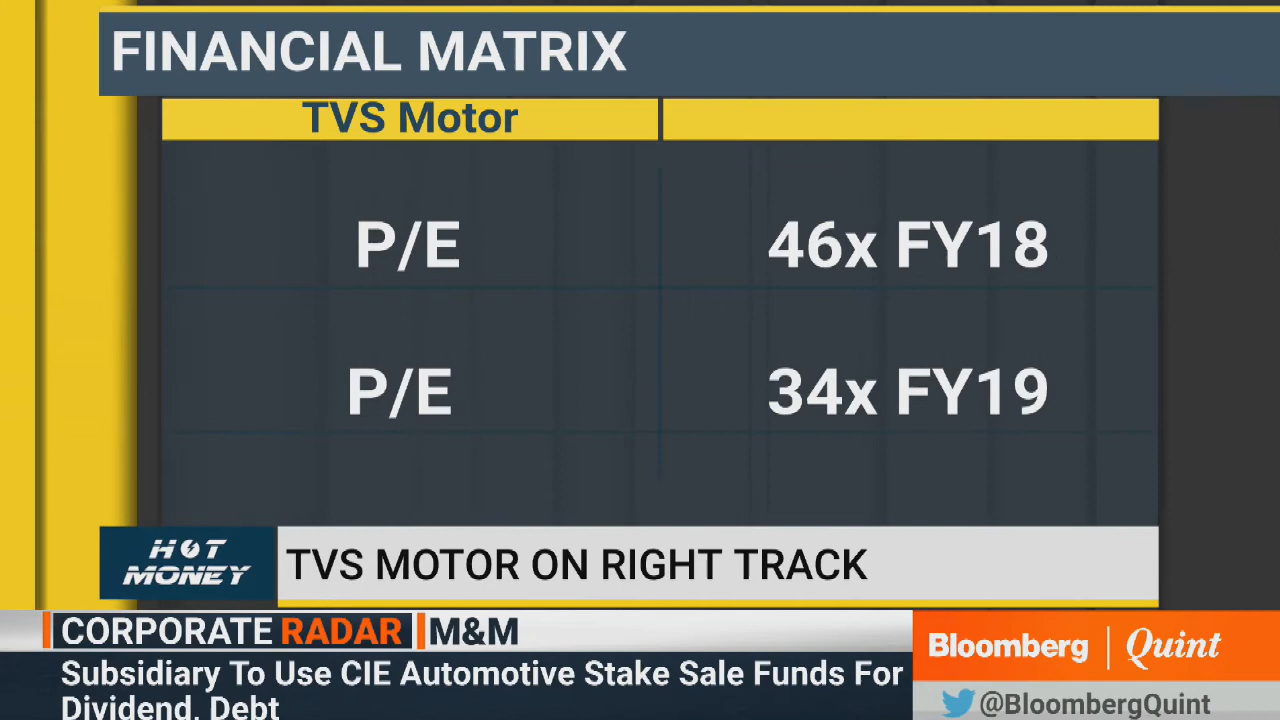 FINANCIAL MATRIX
TVS Motor
P/E 46x FY18
P/E 34x FY19
HOT MONEY
TVS MOTOR ON RIGHT TRACK
CORPORATE RADAR M&M
Subsidiary To Use CIE Automotive Stake Sale Funds For
Dividend, Debt
Bloomberg | Quint
@BloombergQuint